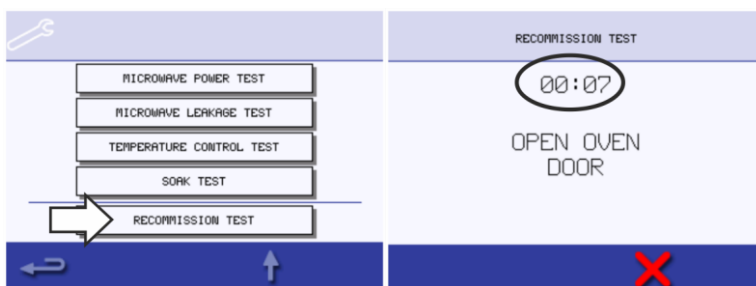 MICROWAVE POWER TEST
MICROWAVE LEAKAGE TEST
TEMPERATURE CONTROL TEST
SOAK TEST
RECOMMISSION TEST
RECOMMISSION TEST
00:07
OPEN OVEN
DOOR